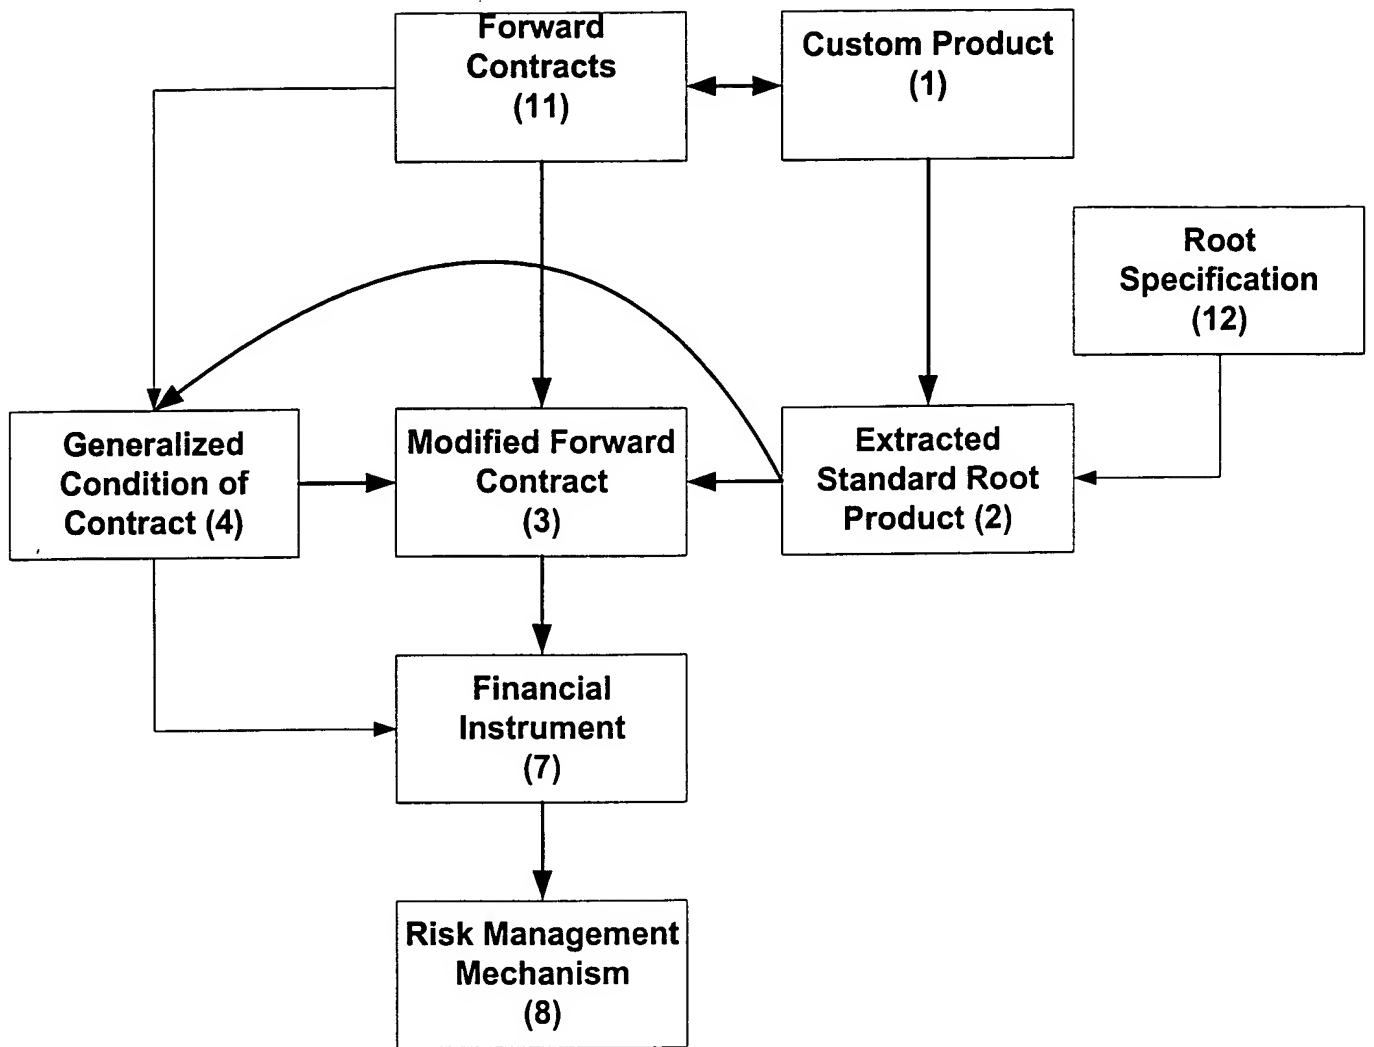 Forward
Contracts
(11)
Custom Product
(1)
Root
Specification
(12)
Generalized
Condition of
Contract (4)
Modified Forward
Contract
(3)
Extracted
Standard Root
Product (2)
Financial
Instrument
(7)
Risk Management
Mechanism
(8)